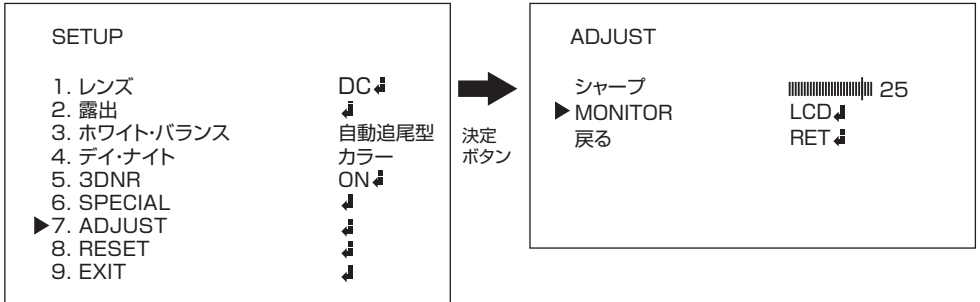 SETUP
1. レンズ DC
2. 露出
3. ホワイト・バランス 自動追尾型
4. デイ・ナイト カラー
5. 3DNR ON
6. SPECIAL
7. ADJUST
8. RESET
9. EXIT
決定
ボタン
ADJUST
シャープ 25
MONITOR LCD
戻る RET